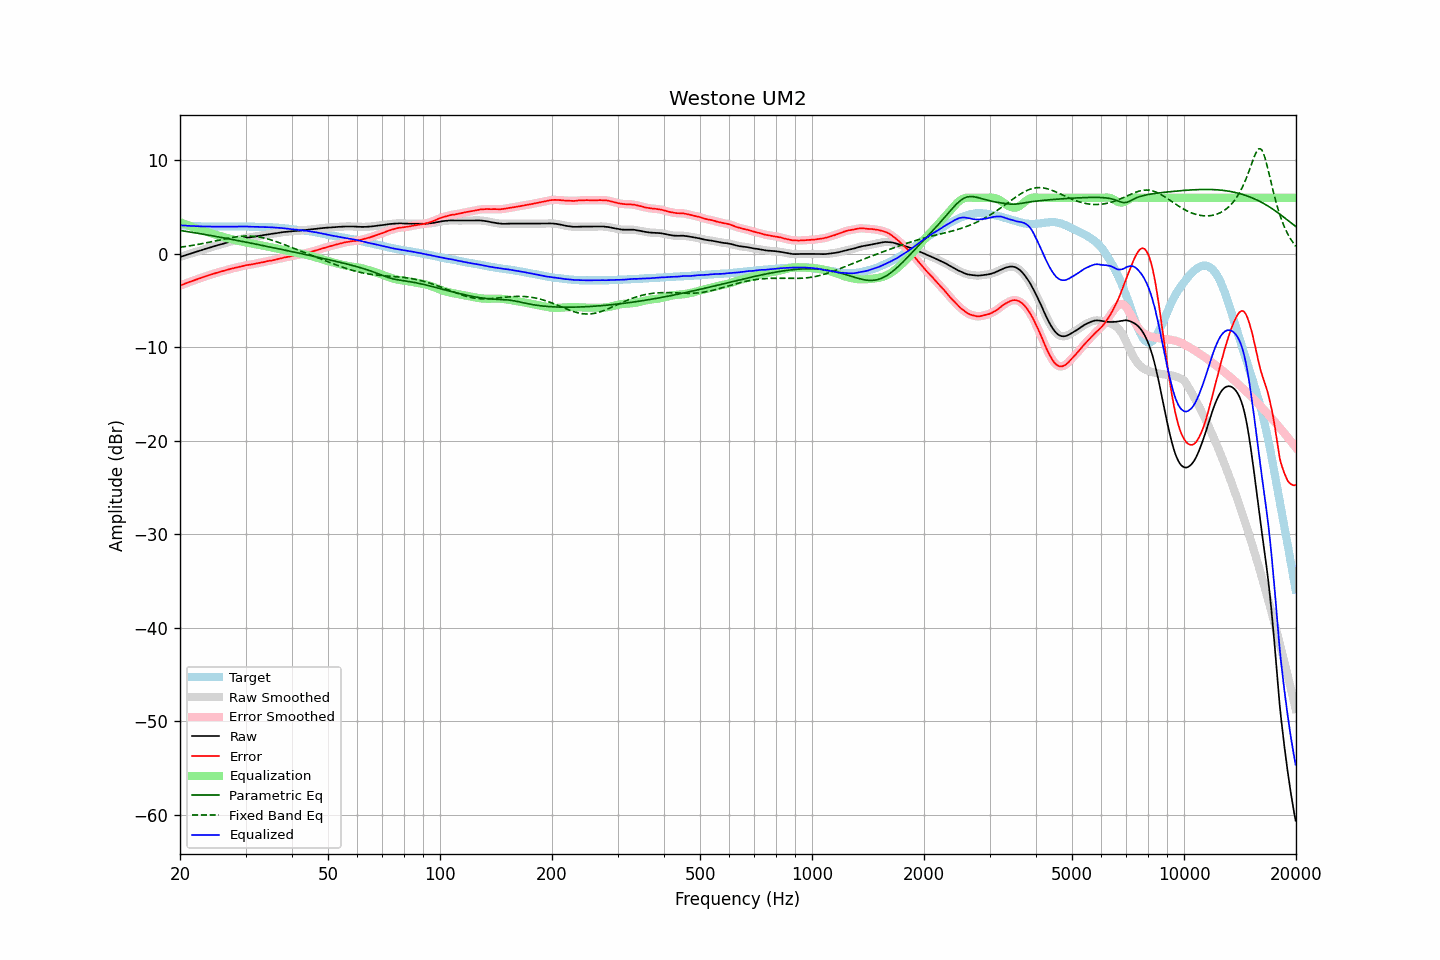 Westone UM2
10
0
−10
−20
−30
−40
−50
−60
Amplitude (dBr)
Target
Raw Smoothed
Error Smoothed
Raw
Error
Equalization
Parametric Eq
Fixed Band Eq
Equalized
20 50 100 200 500 1000 2000 5000 10000 20000
Frequency (Hz)